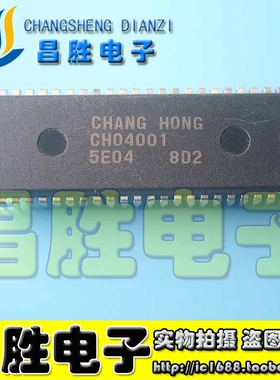 CHANGSHENG DIANZI
昌胜电子
CHANG HONG
CH04001
5E04 8D2
昌胜电子
胜电子
实物拍摄 盗图
http://ic1688.taobao